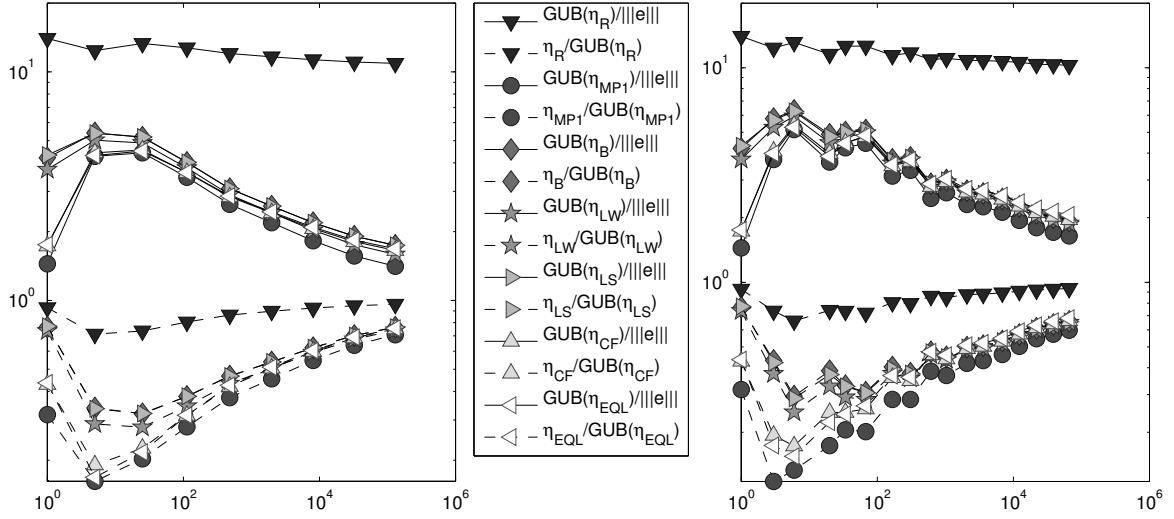 10^1
10^0
10^0 10^2 10^4 10^6
GUB(η_R)/|||e|||
η_R/GUB(η_R)
GUB(η_MP1)/|||e|||
η_MP1/GUB(η_MP1)
GUB(η_B)/|||e|||
η_B/GUB(η_B)
GUB(η_LW)/|||e|||
η_LW/GUB(η_LW)
GUB(η_LS)/|||e|||
η_LS/GUB(η_LS)
GUB(η_CF)/|||e|||
η_CF/GUB(η_CF)
GUB(η_EQL)/|||e|||
η_EQL/GUB(η_EQL)
10^1
10^0
10^0 10^2 10^4 10^6